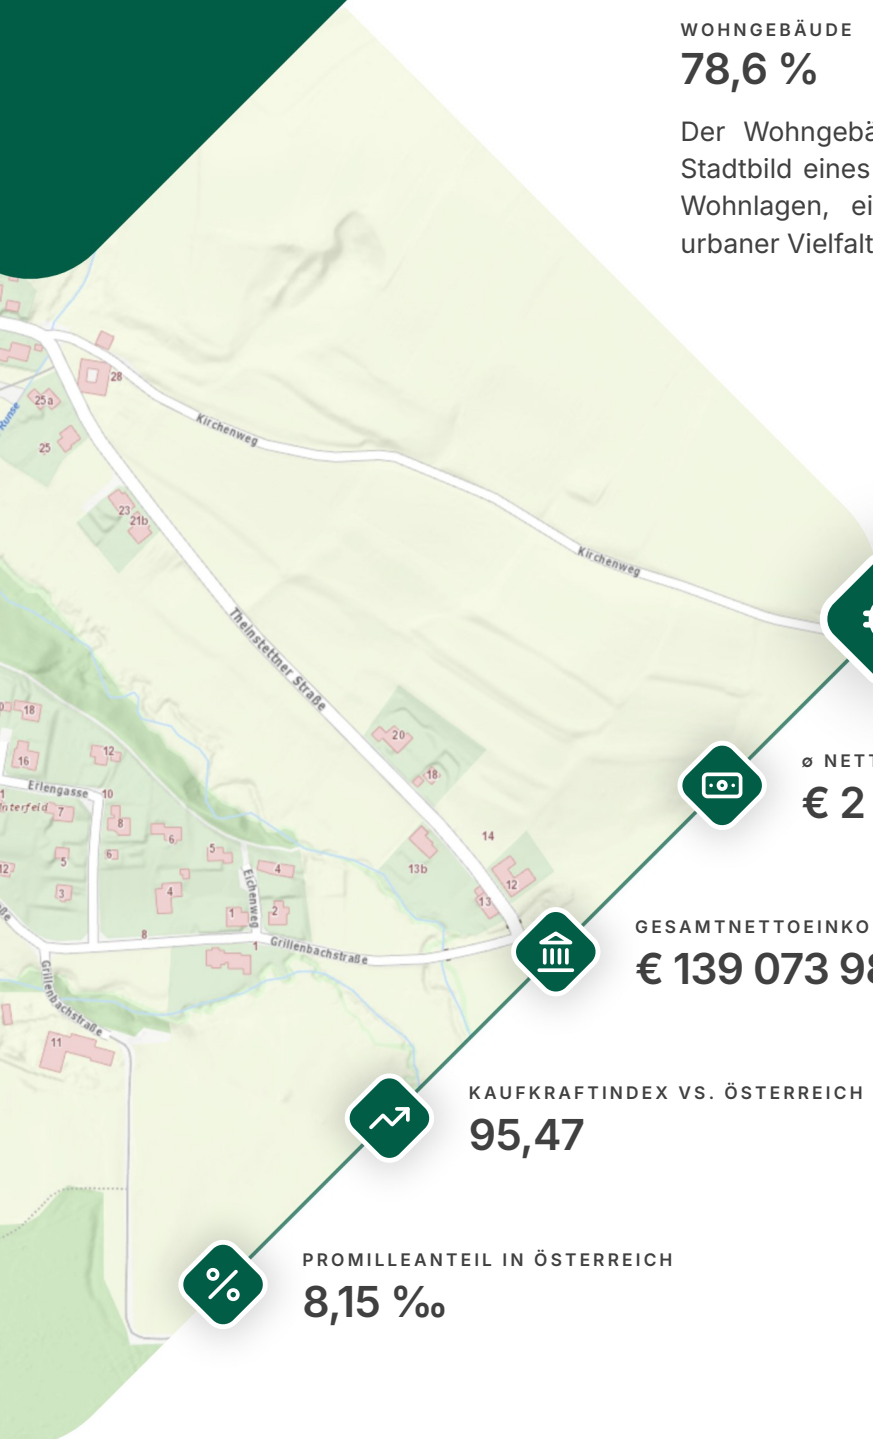 WOHNGEBÄUDE
78,6 %
Der Wohngebä
Stadtbild eines
Wohnlagen, ei
urbaner Vielfalt
28
25a
Runse
25
Kirchenweg
23
21b
Kirchenweg
Theinstettner Straße
18
20
12
16
18
ø NETT
€ 2
Erlengasse
10
nterfeld
7
8
6
14
5
6
5
13b
12
4
12
3
4
13
1
2
Eichenweg
GESAMTNETTOEINKO
€ 139 073 98
8
1
Grillenbachstraße
Grillenbachstraße
11
KAUFKRAFTINDEX VS. ÖSTERREICH
95,47
PROMILLEANTEIL IN ÖSTERREICH
8,15 ‰